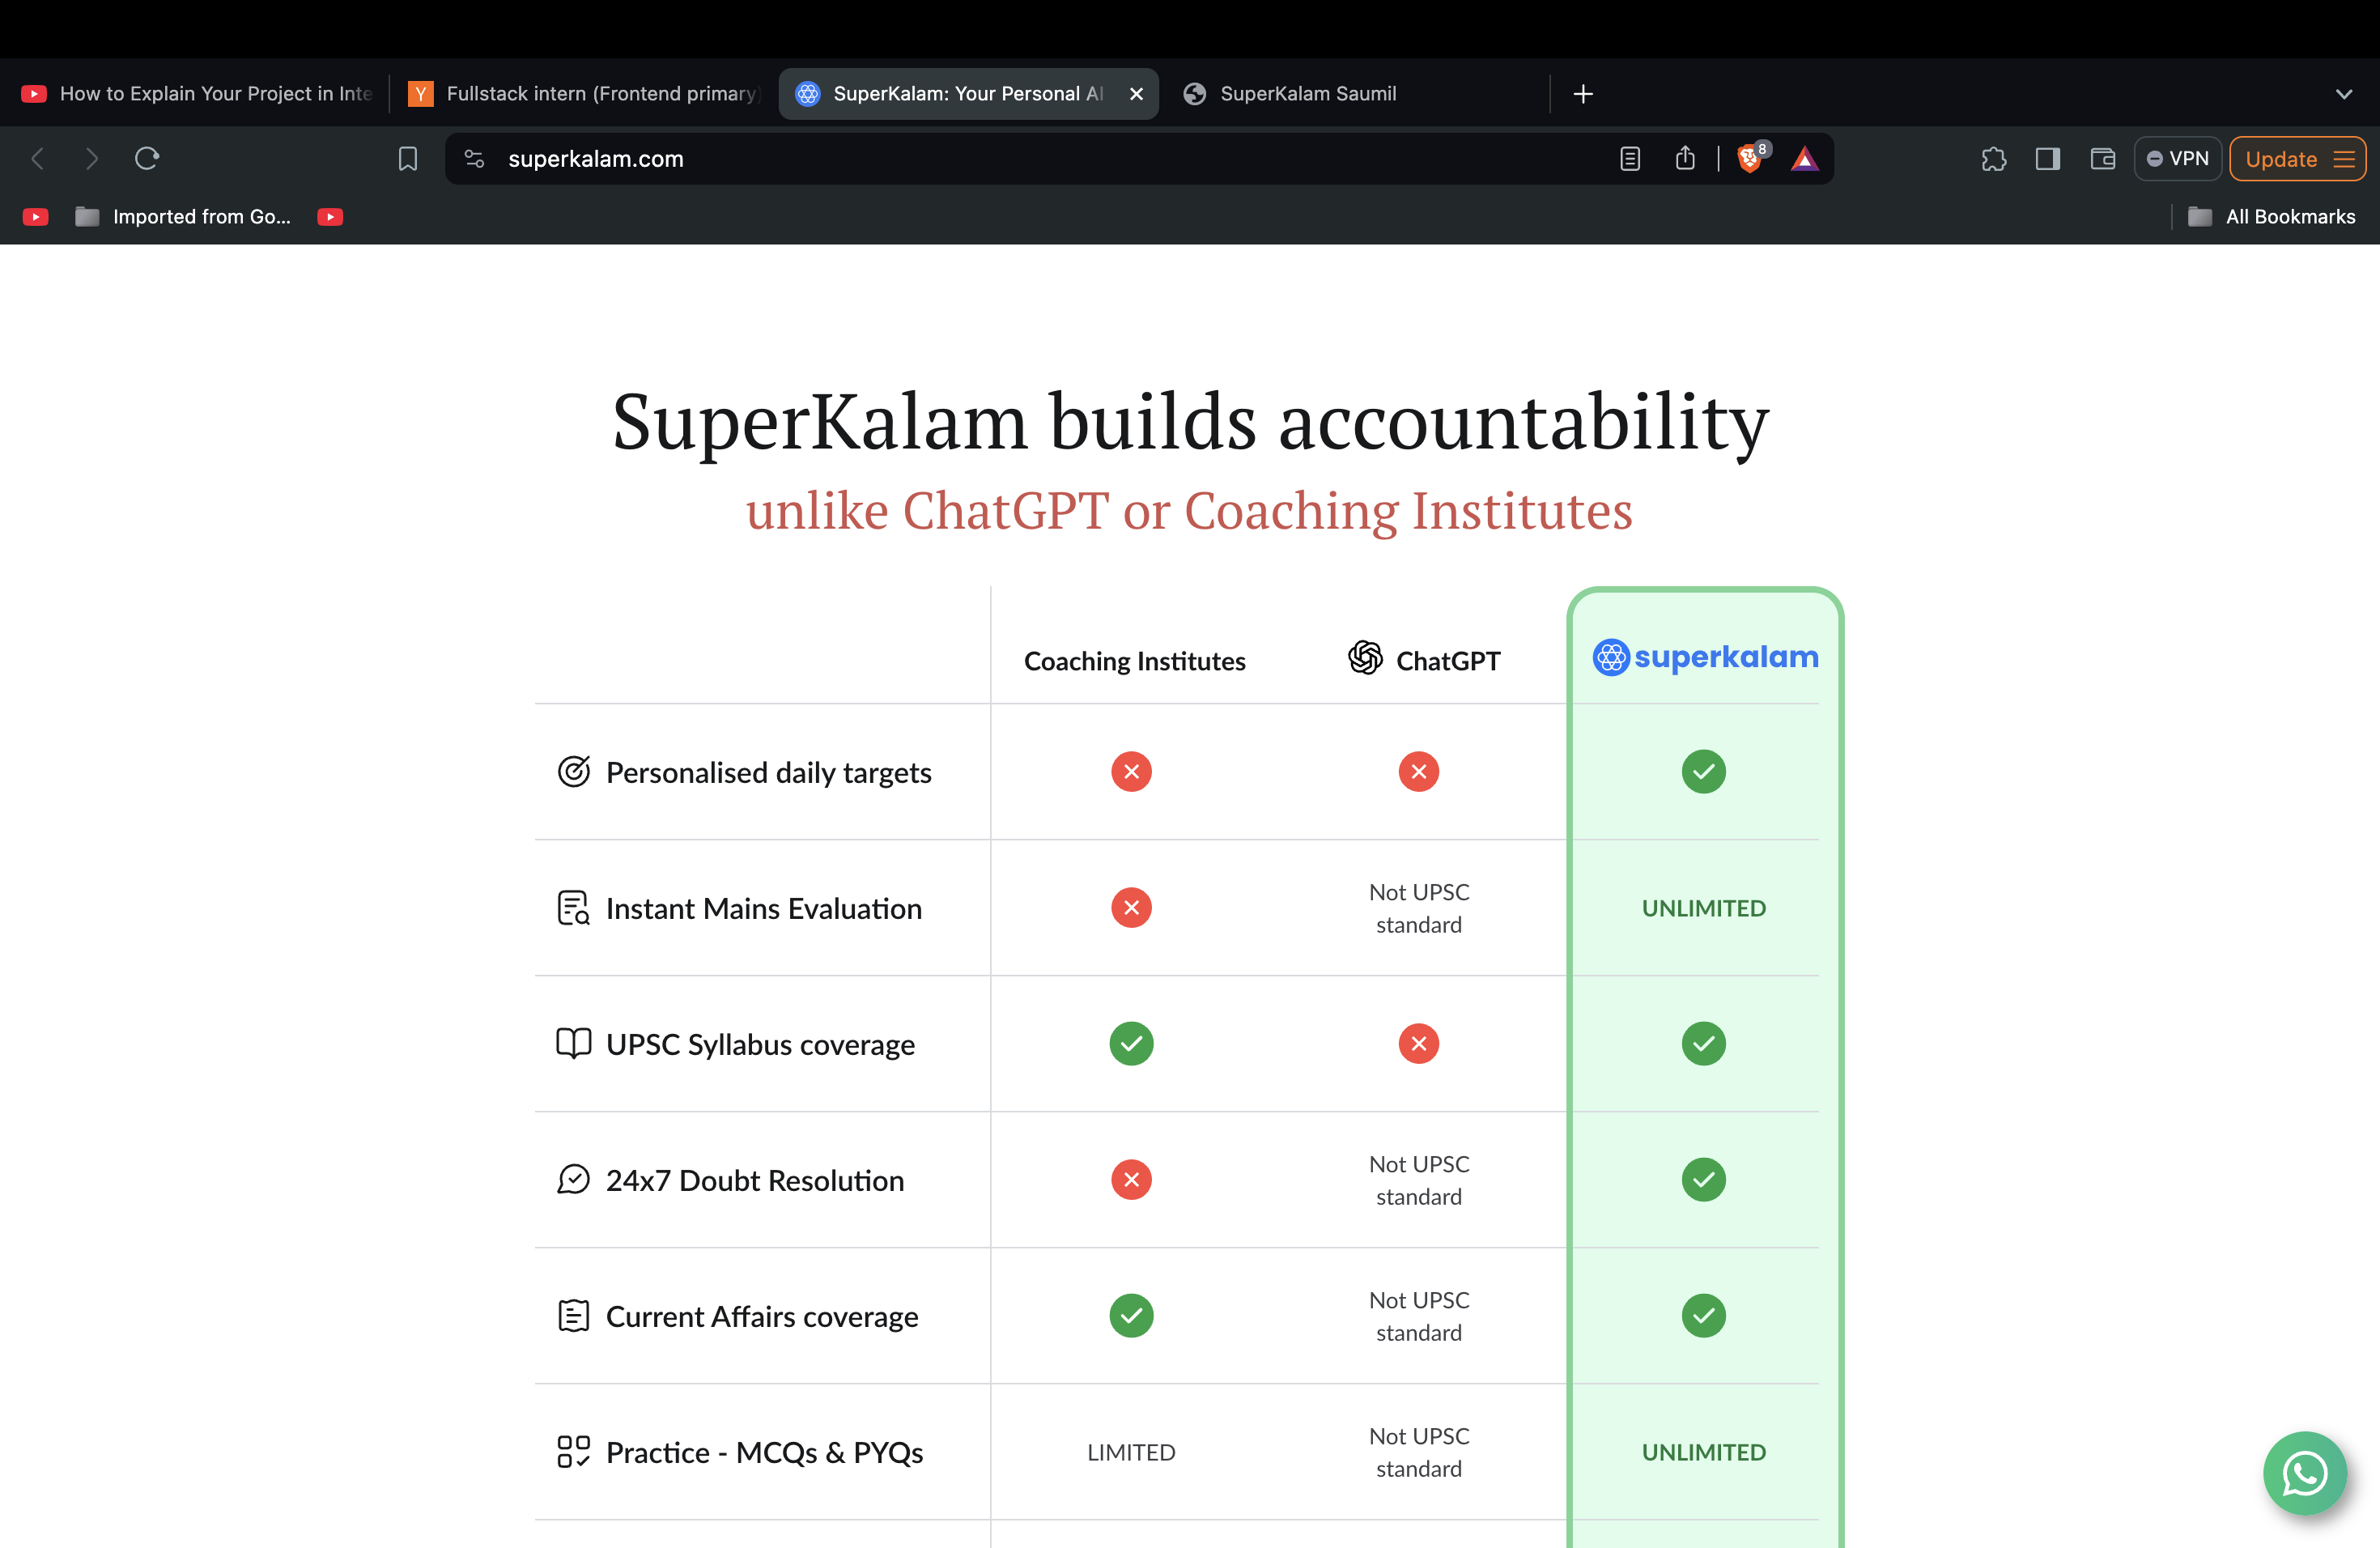 How to Explain Your Project in Inte
Y Fullstack intern (Frontend primary)
SuperKalam: Your Personal AI
SuperKalam Saumil
superkalam.com
8
VPN
Update
Imported from Go...
All Bookmarks
SuperKalam builds accountability
unlike ChatGPT or Coaching Institutes
Coaching Institutes ChatGPT superkalam
Personalised daily targets
Instant Mains Evaluation
Not UPSC
standard
UNLIMITED
UPSC Syllabus coverage
24x7 Doubt Resolution
Not UPSC
standard
Current Affairs coverage
Not UPSC
standard
Practice - MCQs & PYQs
LIMITED
Not UPSC
standard
UNLIMITED